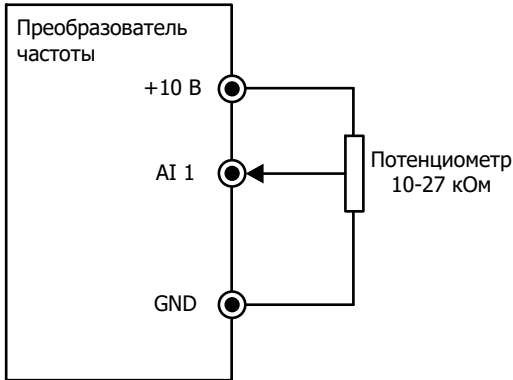 Преобразователь
частоты
+10 В
AI 1
Потенциометр
10-27 кОм
GND